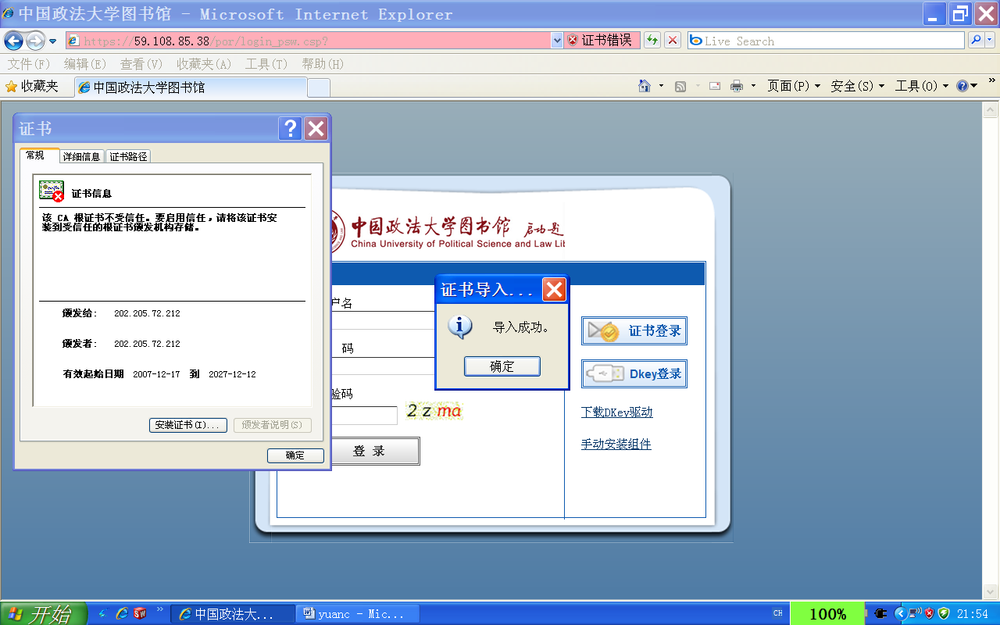 中国政法大学图书馆 - Microsoft Internet Explorer
https://59.108.85.38/por/login_psw.csp?
证书错误
Live Search
文件(F) 编辑(E) 查看(V) 收藏夹(A) 工具(T) 帮助(H)
收藏夹
中国政法大学图书馆
页面(P) 安全(S) 工具(O)
证书
常规 详细信息 证书路径
证书信息
该 CA 根证书不受信任。要启用信任，请将该证书安
装到受信任的根证书颁发机构存储。
颁发给： 202.205.72.212
颁发者： 202.205.72.212
有效起始日期 2007-12-17 到 2027-12-12
安装证书(I)... 颁发者说明(S)
确定
中国政法大学图书馆 启功题
China University of Political Science and Law Lib
户名
码
验码
2 z ma
登 录
证书导入...
导入成功。
确定
证书登录
Dkey登录
下载DKey驱动
手动安装组件
开始
中国政法大...
yuanc - Mic...
CH
100%
21:54